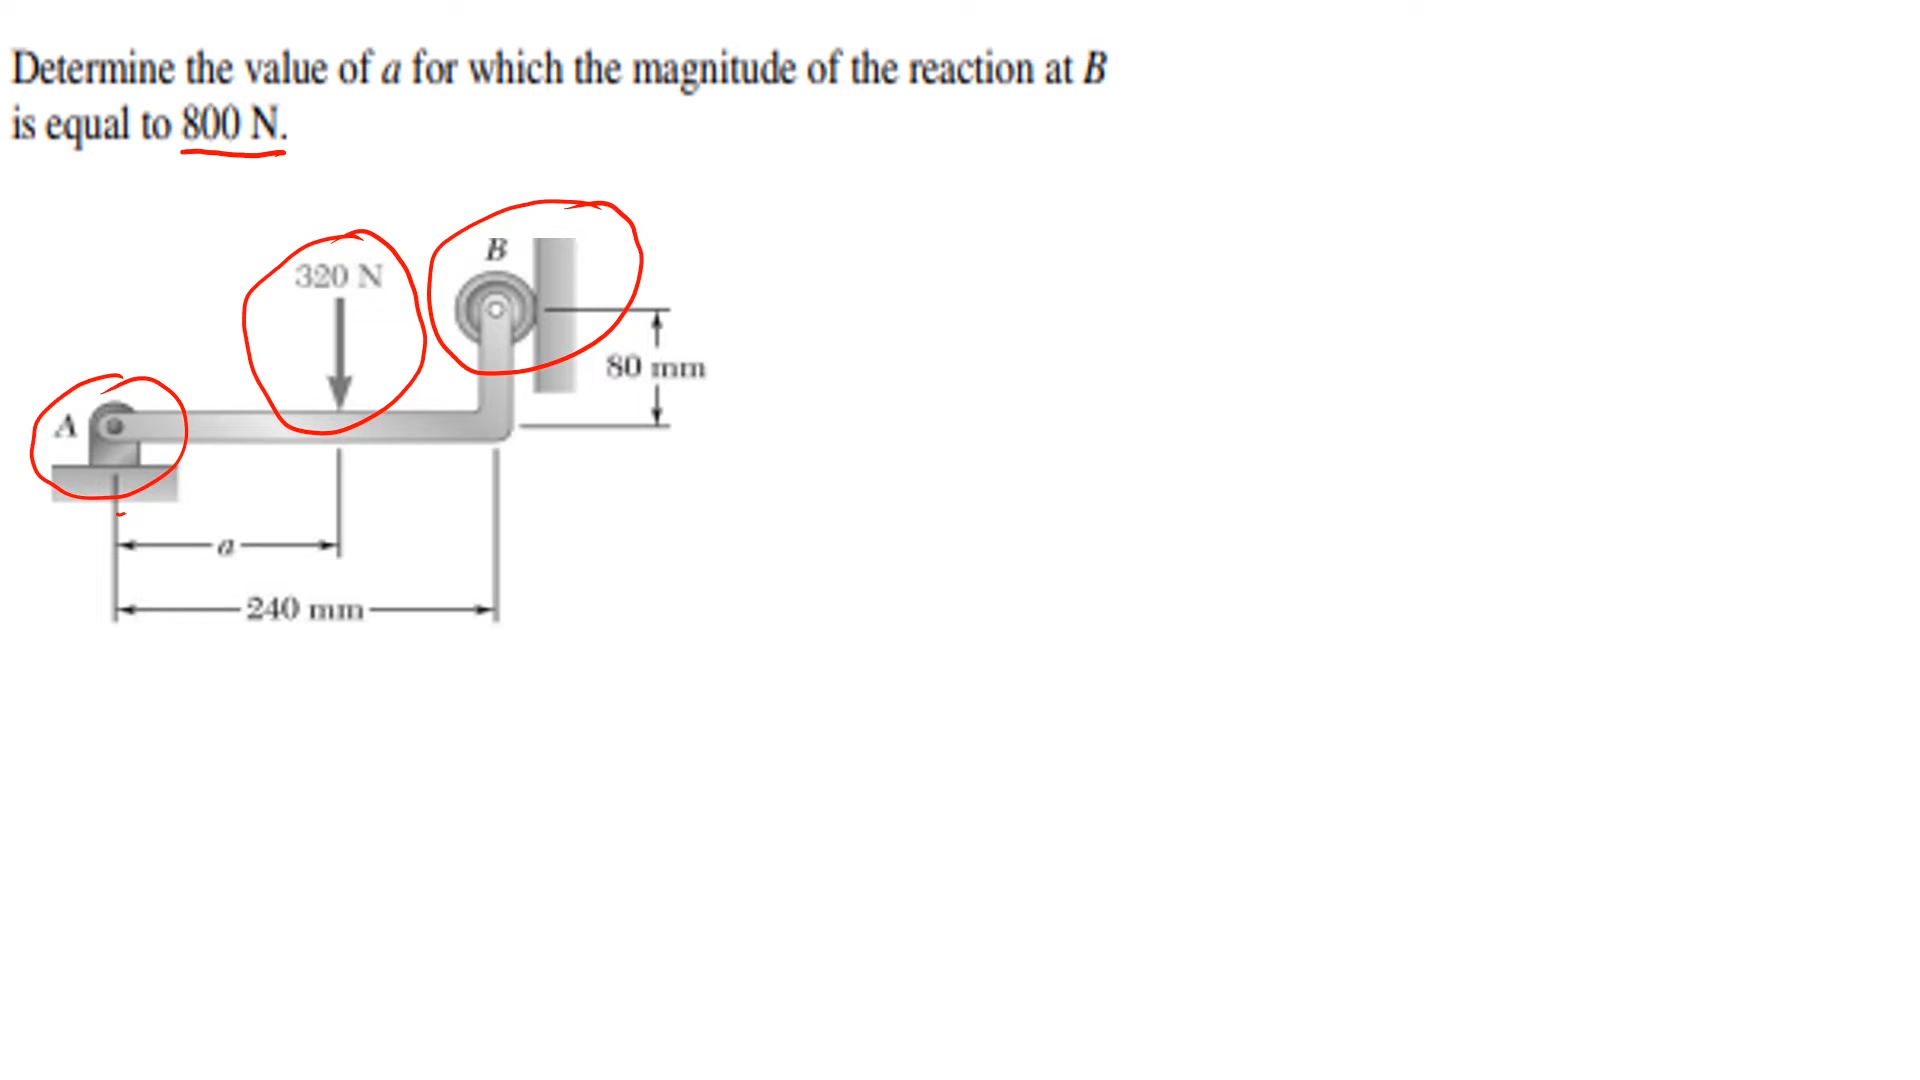 Determine the value of a for which the magnitude of the reaction at B
is equal to 800 N.
B
320 N
80 mm
A
a
240 mm